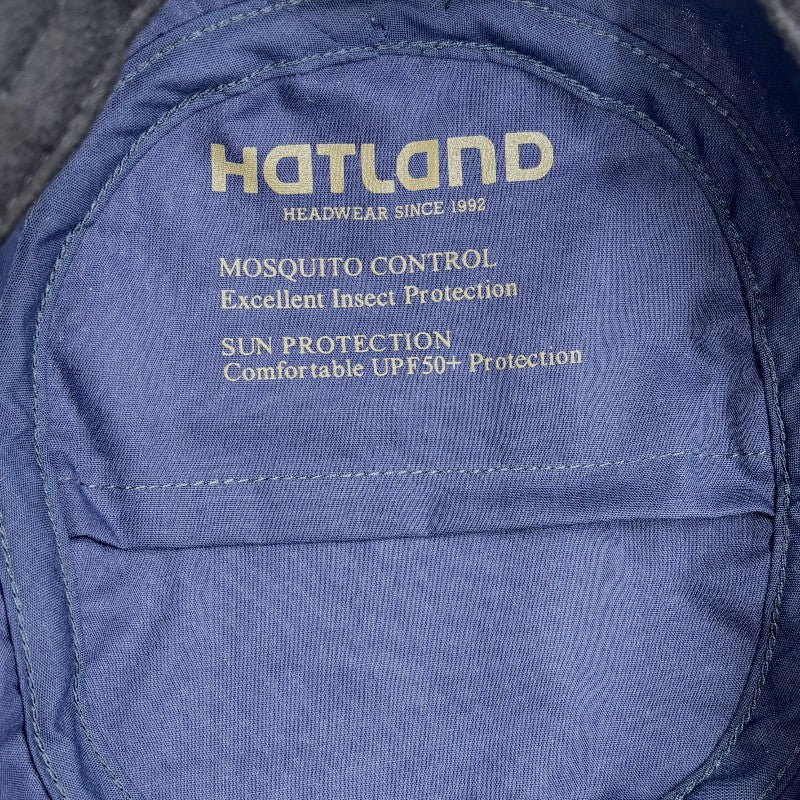 HATLAND
HEADWEAR SINCE 1992
MOSQUITO CONTROL
Excellent Insect Protection
SUN PROTECTION
Comfortable UPF50+ Protection